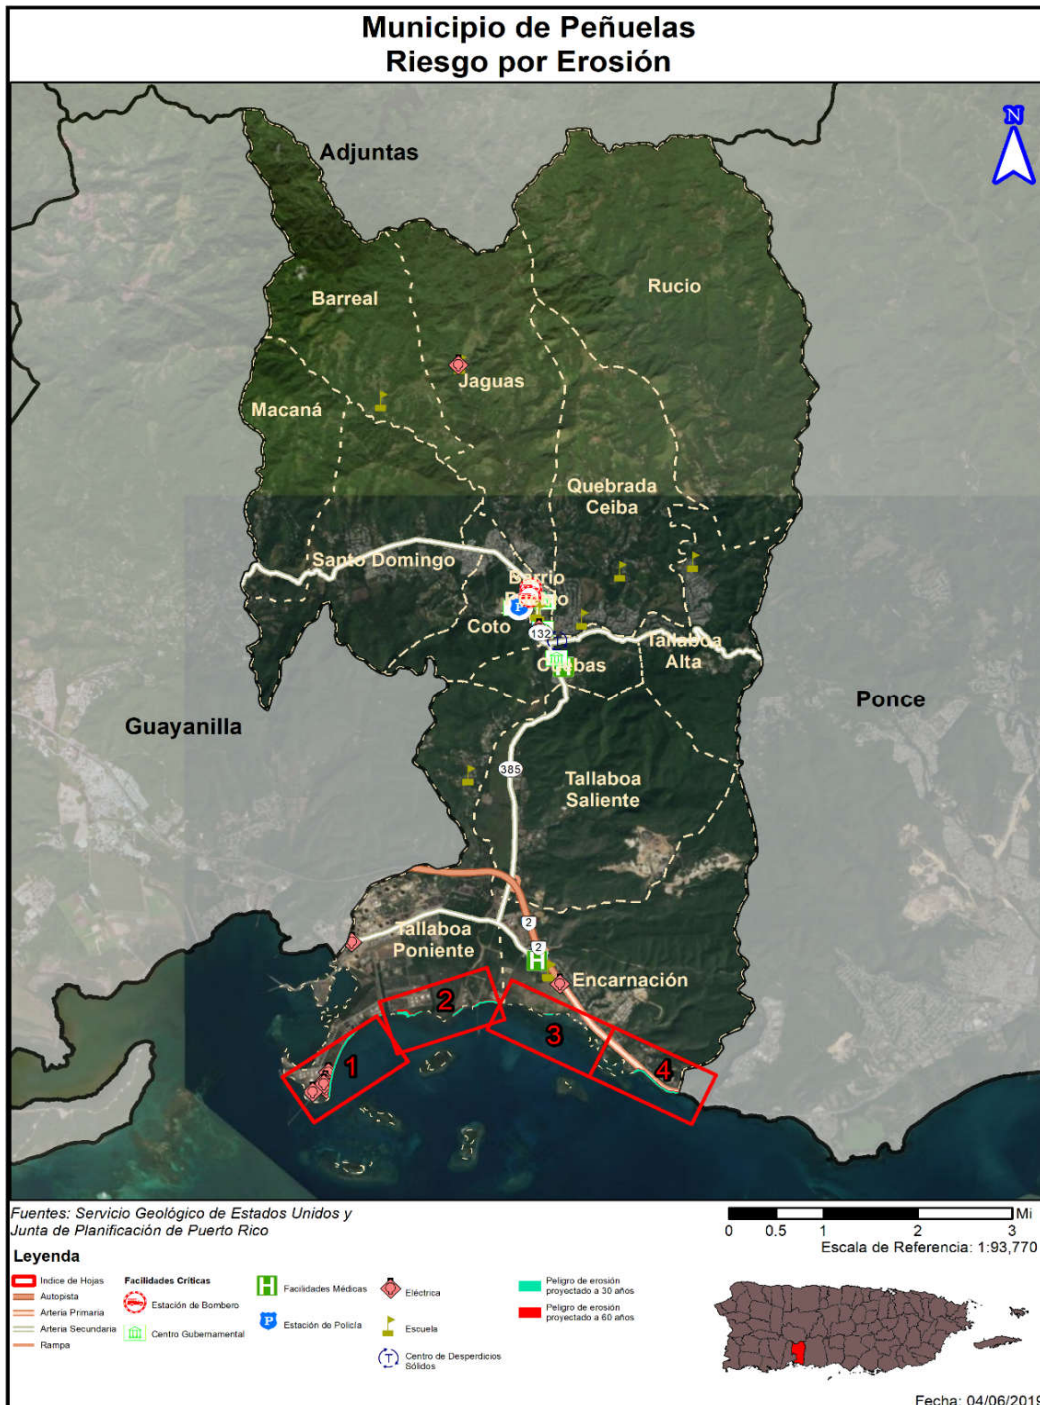 Municipio de Peñuelas
Riesgo por Erosión
N
Adjuntas
Barreal
Rucio
Jaguas
Macaná
Quebrada
Ceiba
Santo Domingo
Barrio
Coto
132
Tallaboa
Alta
Guayanilla
Ponce
385
Tallaboa
Saliente
Tallaboa
Poniente
2
2
H
Encarnación
1
2
3
4
Fuentes: Servicio Geológico de Estados Unidos y
Junta de Planificación de Puerto Rico
0 0.5 1 2 3 Mi
Escala de Referencia: 1:93,770
Leyenda
Indice de Hojas
Autopista
Arteria Primaria
Arteria Secundaria
Rampa
Facilidades Críticas
Estación de Bombero
Centro Gubernamental
H Facilidades Médicas
P Estación de Policía
Eléctrica
Escuela
T Centro de Desperdicios
Sólidos
Peligro de erosión
proyectado a 30 años
Peligro de erosión
proyectado a 60 años
Fecha: 04/06/2019